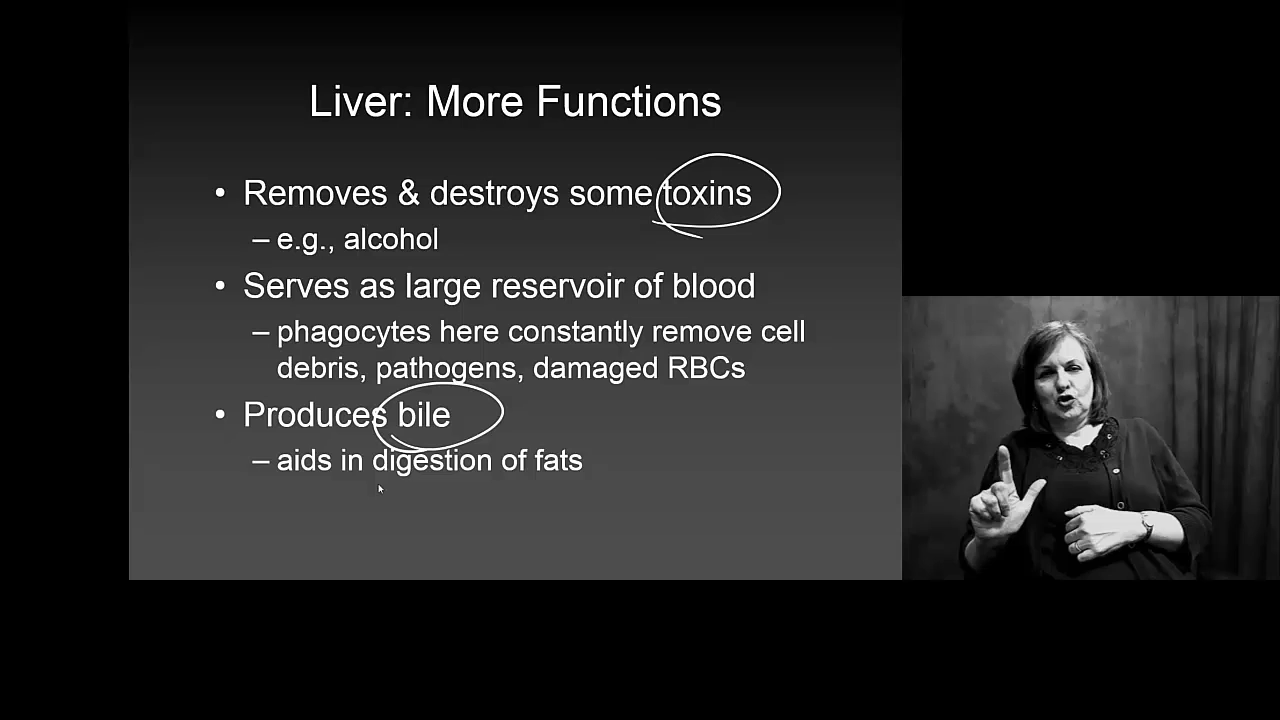 Liver: More Functions
• Removes & destroys some toxins
– e.g., alcohol
• Serves as large reservoir of blood
– phagocytes here constantly remove cell
debris, pathogens, damaged RBCs
• Produces bile
– aids in digestion of fats